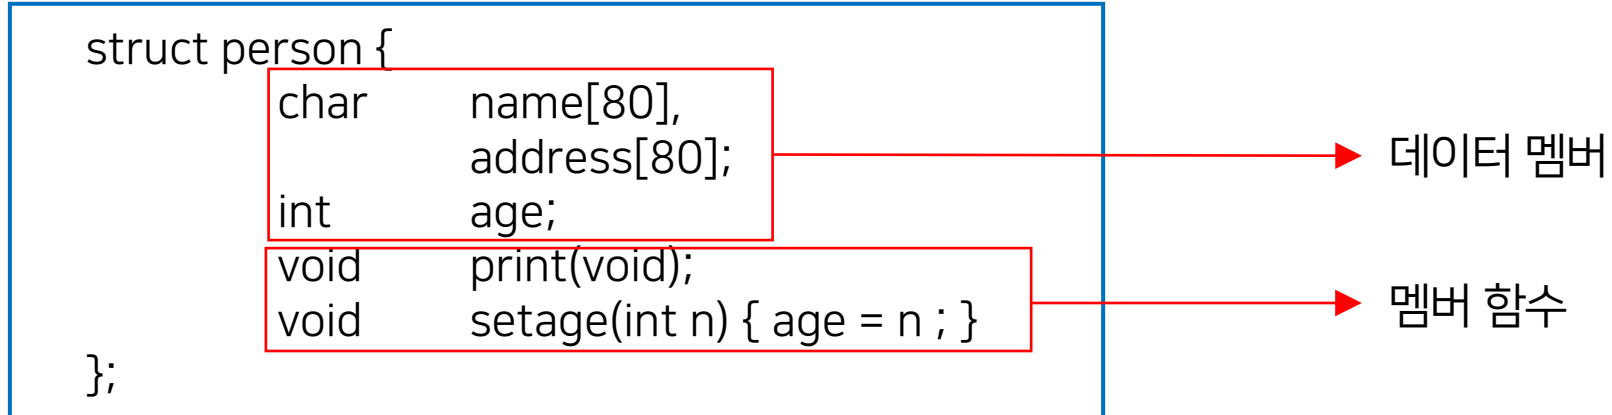 struct person {
char name[80],
address[80];
int age;
void print(void);
void setage(int n) { age = n ; }
};
데이터 멤버
멤버 함수